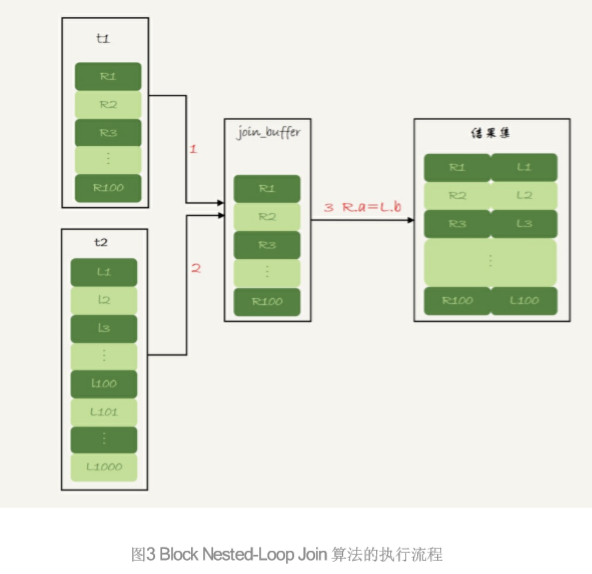 t1
R1
R2
R3
⋮
R100
t2
L1
L2
L3
⋮
L100
L101
⋮
L1000
1
2
join_buffer
R1
R2
R3
⋮
R100
3 R.a=L.b
结果集
R1 L1
R2 L2
R3 L3
⋮
R100 L100
图3 Block Nested-Loop Join 算法的执行流程